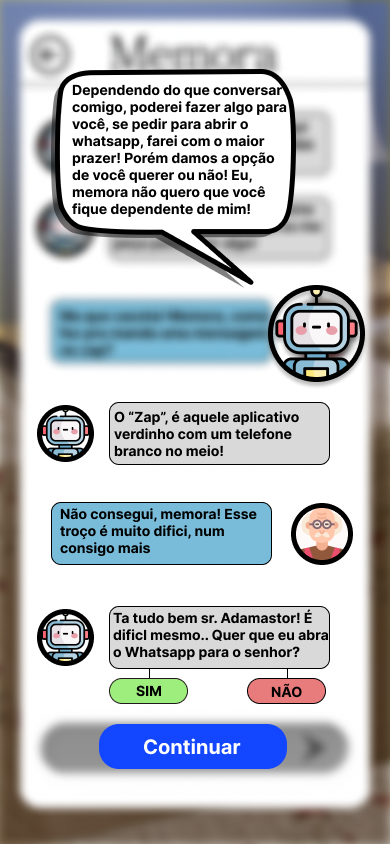 Memora
Dependendo do que conversar
comigo, poderei fazer algo para
você, se pedir para abrir o
whatsapp, farei com o maior
prazer! Porém damos a opção
de você querer ou não! Eu,
memora não quero que você
fique dependente de mim!
O “Zap”, é aquele aplicativo
verdinho com um telefone
branco no meio!
Não consegui, memora! Esse
troço é muito difici, num
consigo mais
Ta tudo bem sr. Adamastor! É
dificl mesmo.. Quer que eu abra
o Whatsapp para o senhor?
SIM
NÃO
Continuar